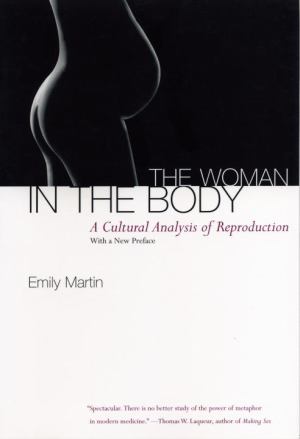 THE WOMAN
IN THE BODY
A Cultural Analysis of Reproduction
With a New Preface
Emily Martin
"Spectacular. There is no better study of the power of metaphor
in modern medicine." —Thomas W. Laqueur, author of Making Sex